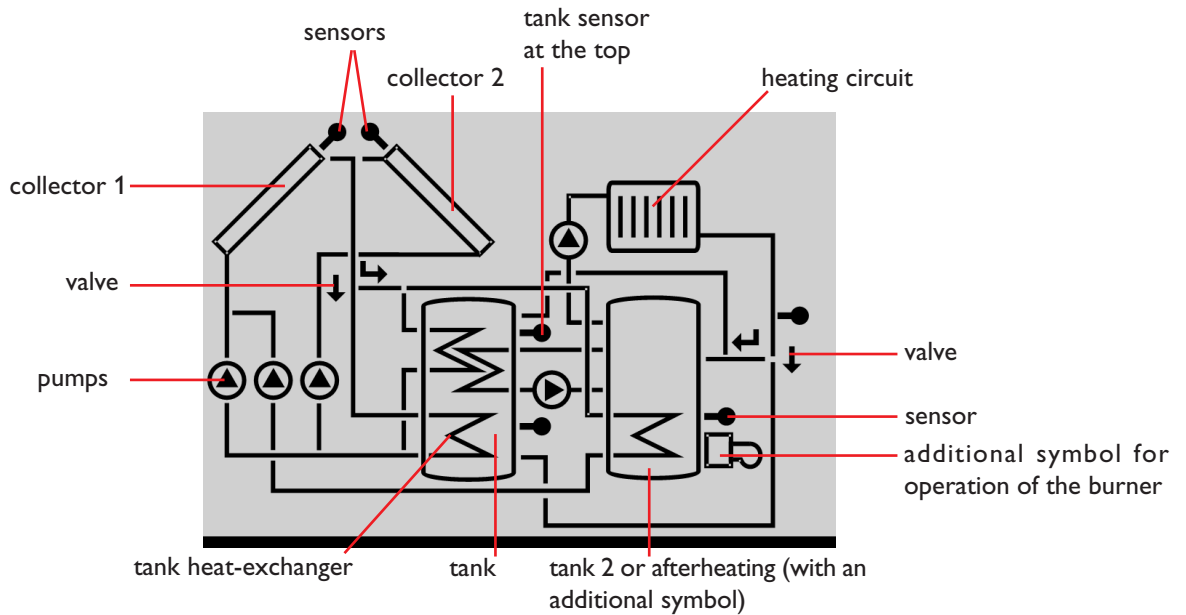 tank sensor
at the top
sensors
collector 2
heating circuit
collector 1
valve
valve
pumps
sensor
additional symbol for
operation of the burner
tank heat-exchanger
tank
tank 2 or afterheating (with an
additional symbol)